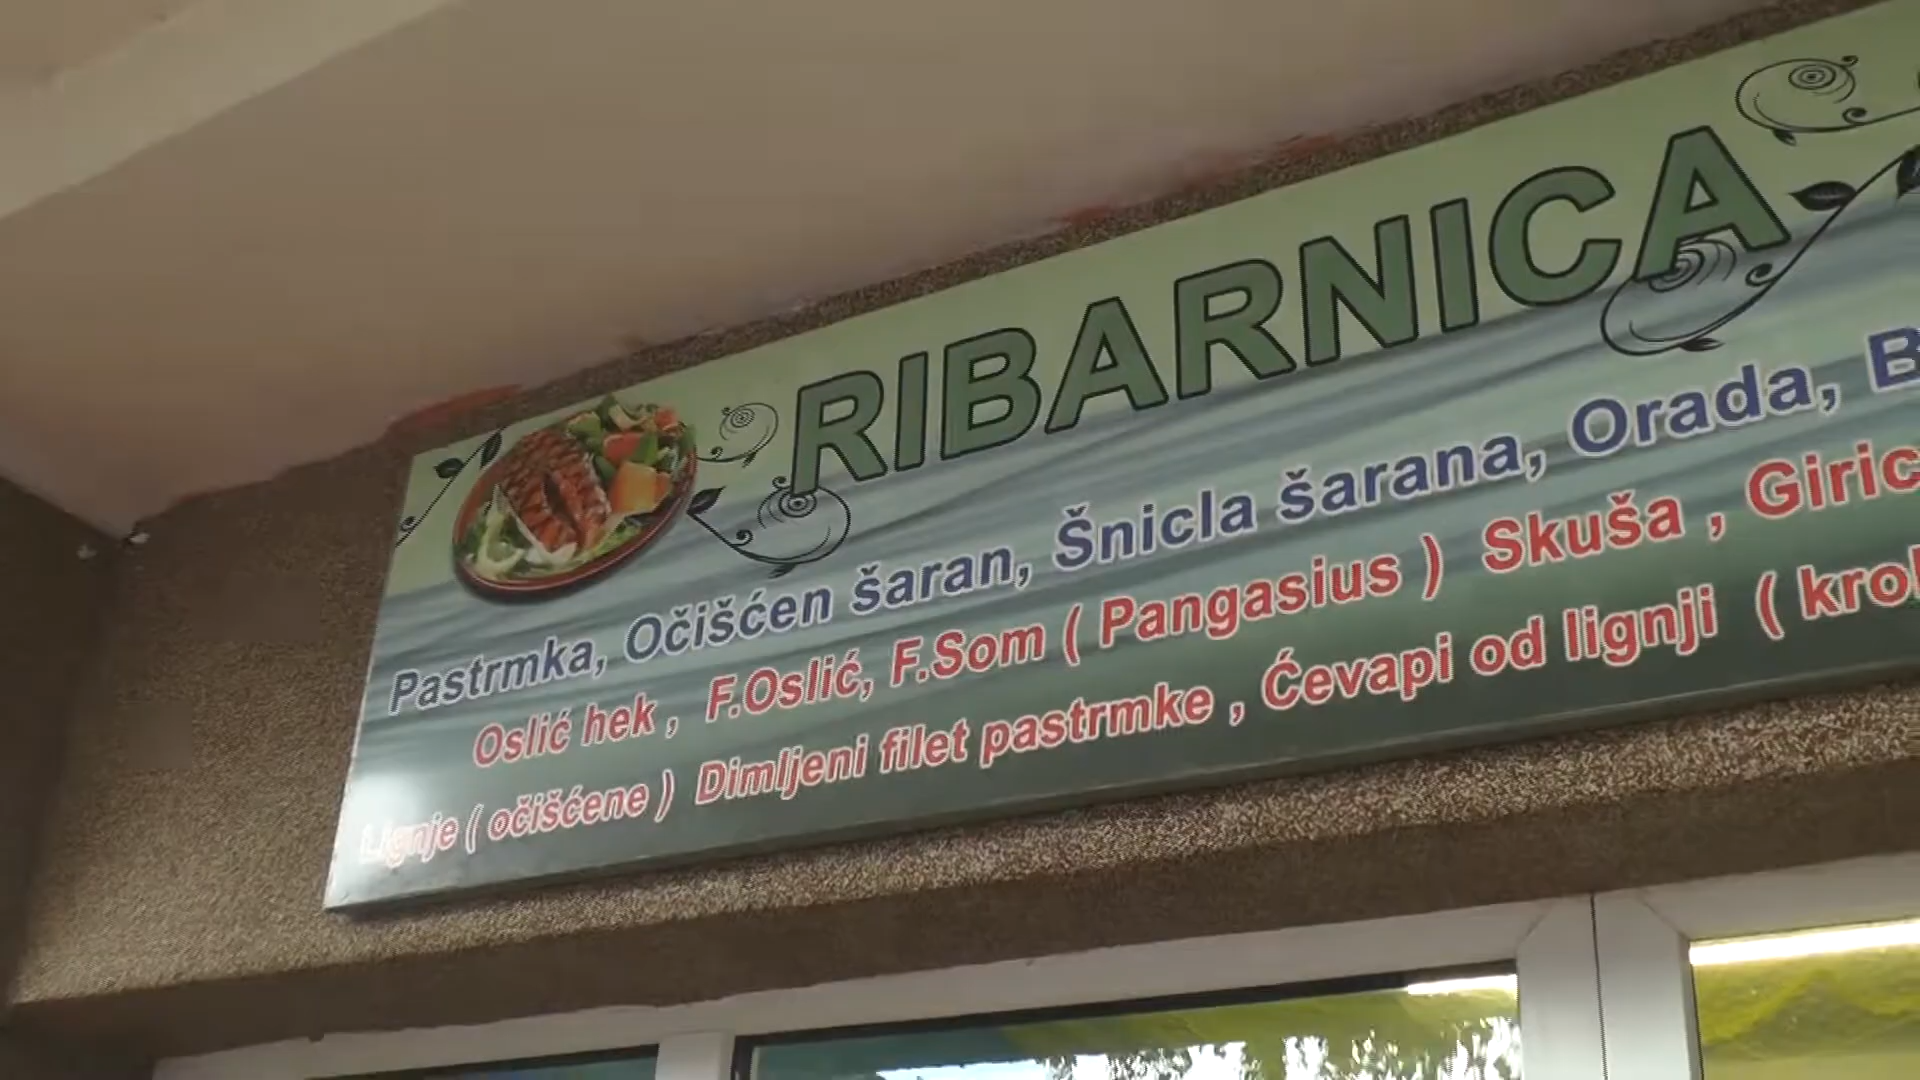 RIBARNICA
Pastrmka, Očišćen šaran, Šnicla šarana, Orada, B
Oslić hek , F.Oslić, F.Som ( Pangasius ) Skuša , Giric
Lignje ( očišćene ) Dimljeni filet pastrmke , Ćevapi od lignji ( krok